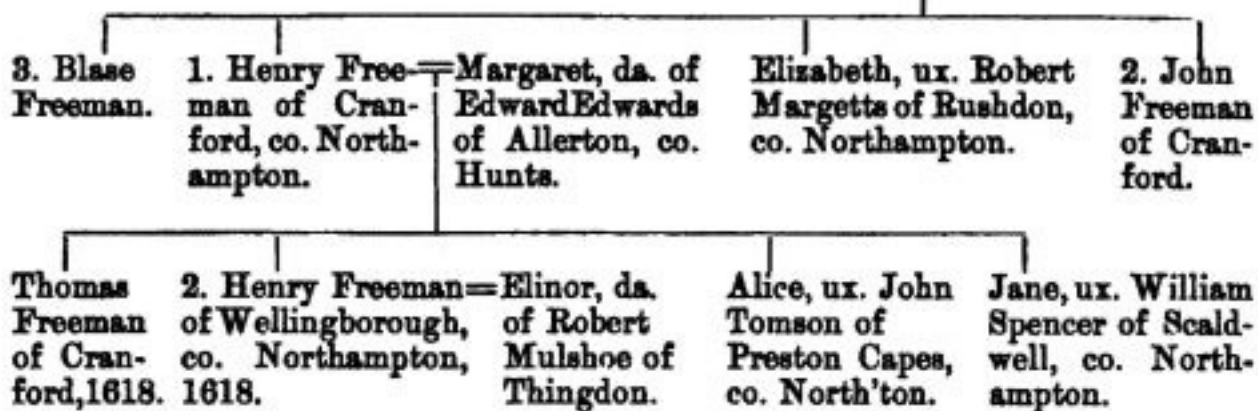 3. Blase
Freeman.
1. Henry Free-
man of Cran-
ford, co. North-
ampton.
Margaret, da. of
EdwardEdwards
of Allerton, co.
Hunts.
Elizabeth, ux. Robert
Margetts of Rushdon,
co. Northampton.
2. John
Freeman
of Cran-
ford.
Thomas
Freeman
of Cran-
ford,1618.
2. Henry Freeman=
of Wellingborough,
co. Northampton,
1618.
Elinor, da.
of Robert
Mulshoe of
Thingdon.
Alice, ux. John
Tomson of
Preston Capes,
co. North'ton.
Jane, ux. William
Spencer of Scald-
well, co. North-
ampton.